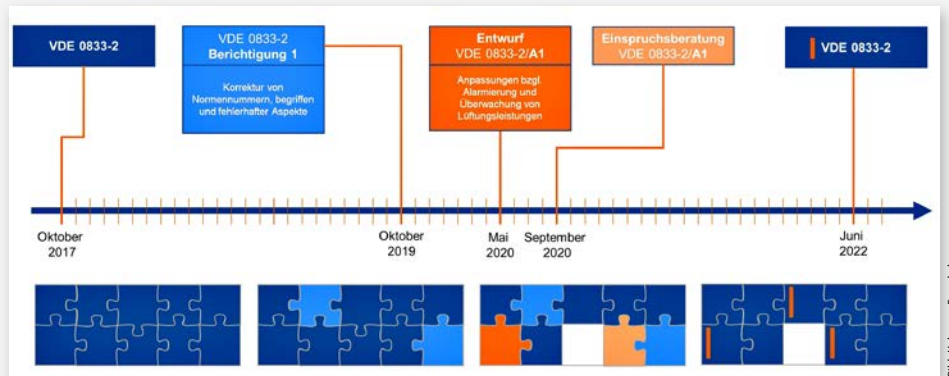 VDE 0833-2
VDE 0833-2
Berichtigung 1
Korrektur von
Normennummern, begriffen
und fehlerhafter Aspekte
Entwurf
VDE 0833-2/A1
Anpassungen bzgl.
Alarmierung und
Überwachung von
Lüftungsleistungen
Einspruchsberatung
VDE 0833-2/A1
VDE 0833-2
Oktober
2017
Oktober
2019
Mai
2020
September
2020
Juni
2022